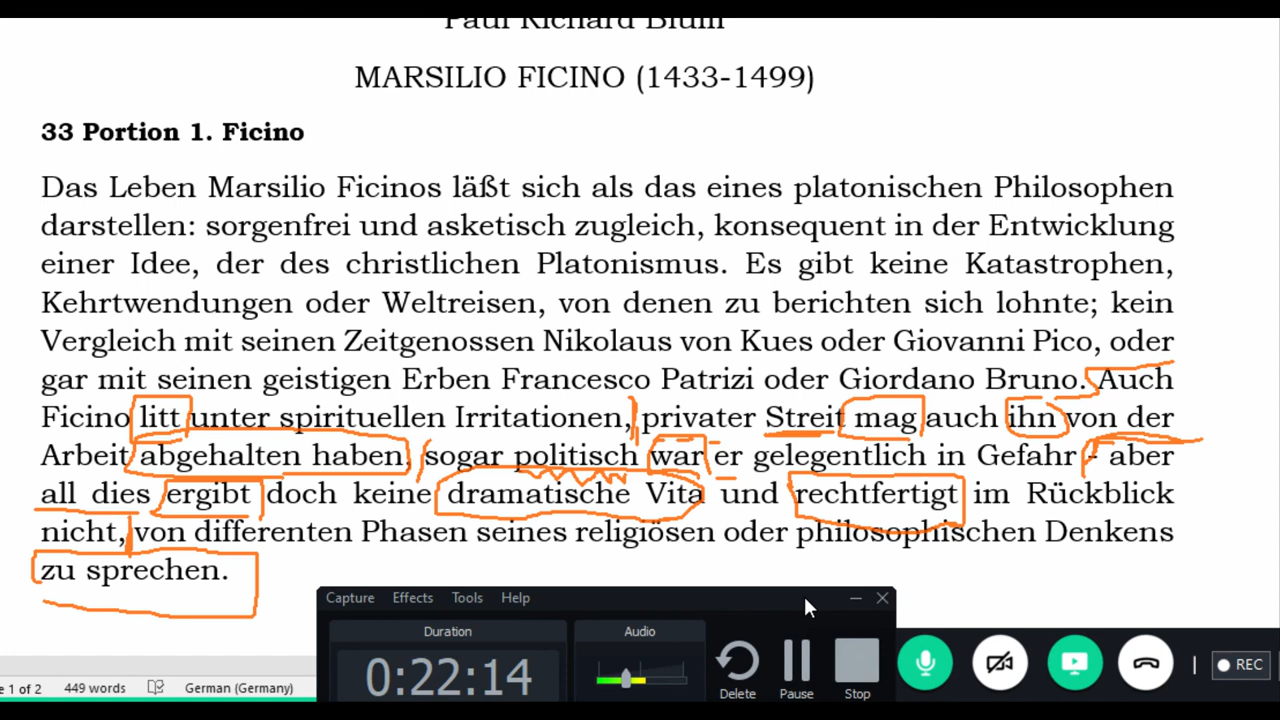 Paul Richard Blum
MARSILIO FICINO (1433-1499)
33 Portion 1. Ficino
Das Leben Marsilio Ficinos läßt sich als das eines platonischen Philosophen
darstellen: sorgenfrei und asketisch zugleich, konsequent in der Entwicklung
einer Idee, der des christlichen Platonismus. Es gibt keine Katastrophen,
Kehrtwendungen oder Weltreisen, von denen zu berichten sich lohnte; kein
Vergleich mit seinen Zeitgenossen Nikolaus von Kues oder Giovanni Pico, oder
gar mit seinen geistigen Erben Francesco Patrizi oder Giordano Bruno. Auch
Ficino litt unter spirituellen Irritationen, privater Streit mag auch ihn von der
Arbeit abgehalten haben, sogar politisch war er gelegentlich in Gefahr - aber
all dies ergibt doch keine dramatische Vita und rechtfertigt im Rückblick
nicht, von differenten Phasen seines religiösen oder philosophischen Denkens
zu sprechen.
Capture Effects Tools Help
Duration Audio
0:22:14
Delete Pause Stop
REC
e 1 of 2 449 words German (Germany)